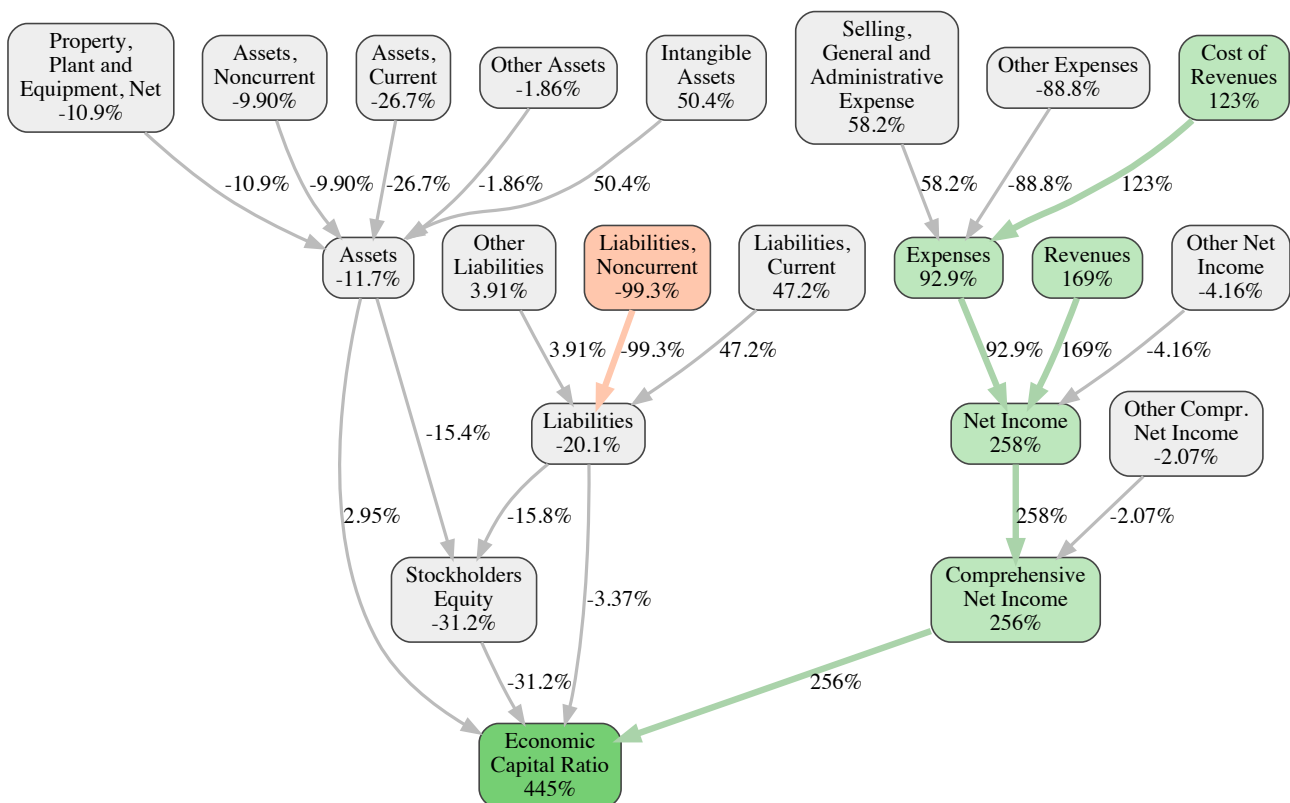 Property,
Plant and
Equipment, Net
-10.9%
Assets,
Noncurrent
-9.90%
Assets,
Current
-26.7%
Other Assets
-1.86%
Intangible
Assets
50.4%
Selling,
General and
Administrative
Expense
58.2%
Other Expenses
-88.8%
Cost of
Revenues
123%
-10.9%
-9.90%
-26.7%
-1.86%
50.4%
58.2%
-88.8%
123%
Assets
-11.7%
Other
Liabilities
3.91%
Liabilities,
Noncurrent
-99.3%
Liabilities,
Current
47.2%
Expenses
92.9%
Revenues
169%
Other Net
Income
-4.16%
3.91%
-99.3%
47.2%
92.9%
169%
-4.16%
-15.4%
Liabilities
-20.1%
Net Income
258%
Other Compr.
Net Income
-2.07%
2.95%
-15.8%
258%
-2.07%
Stockholders
Equity
-31.2%
-3.37%
Comprehensive
Net Income
256%
-31.2%
256%
Economic
Capital Ratio
445%